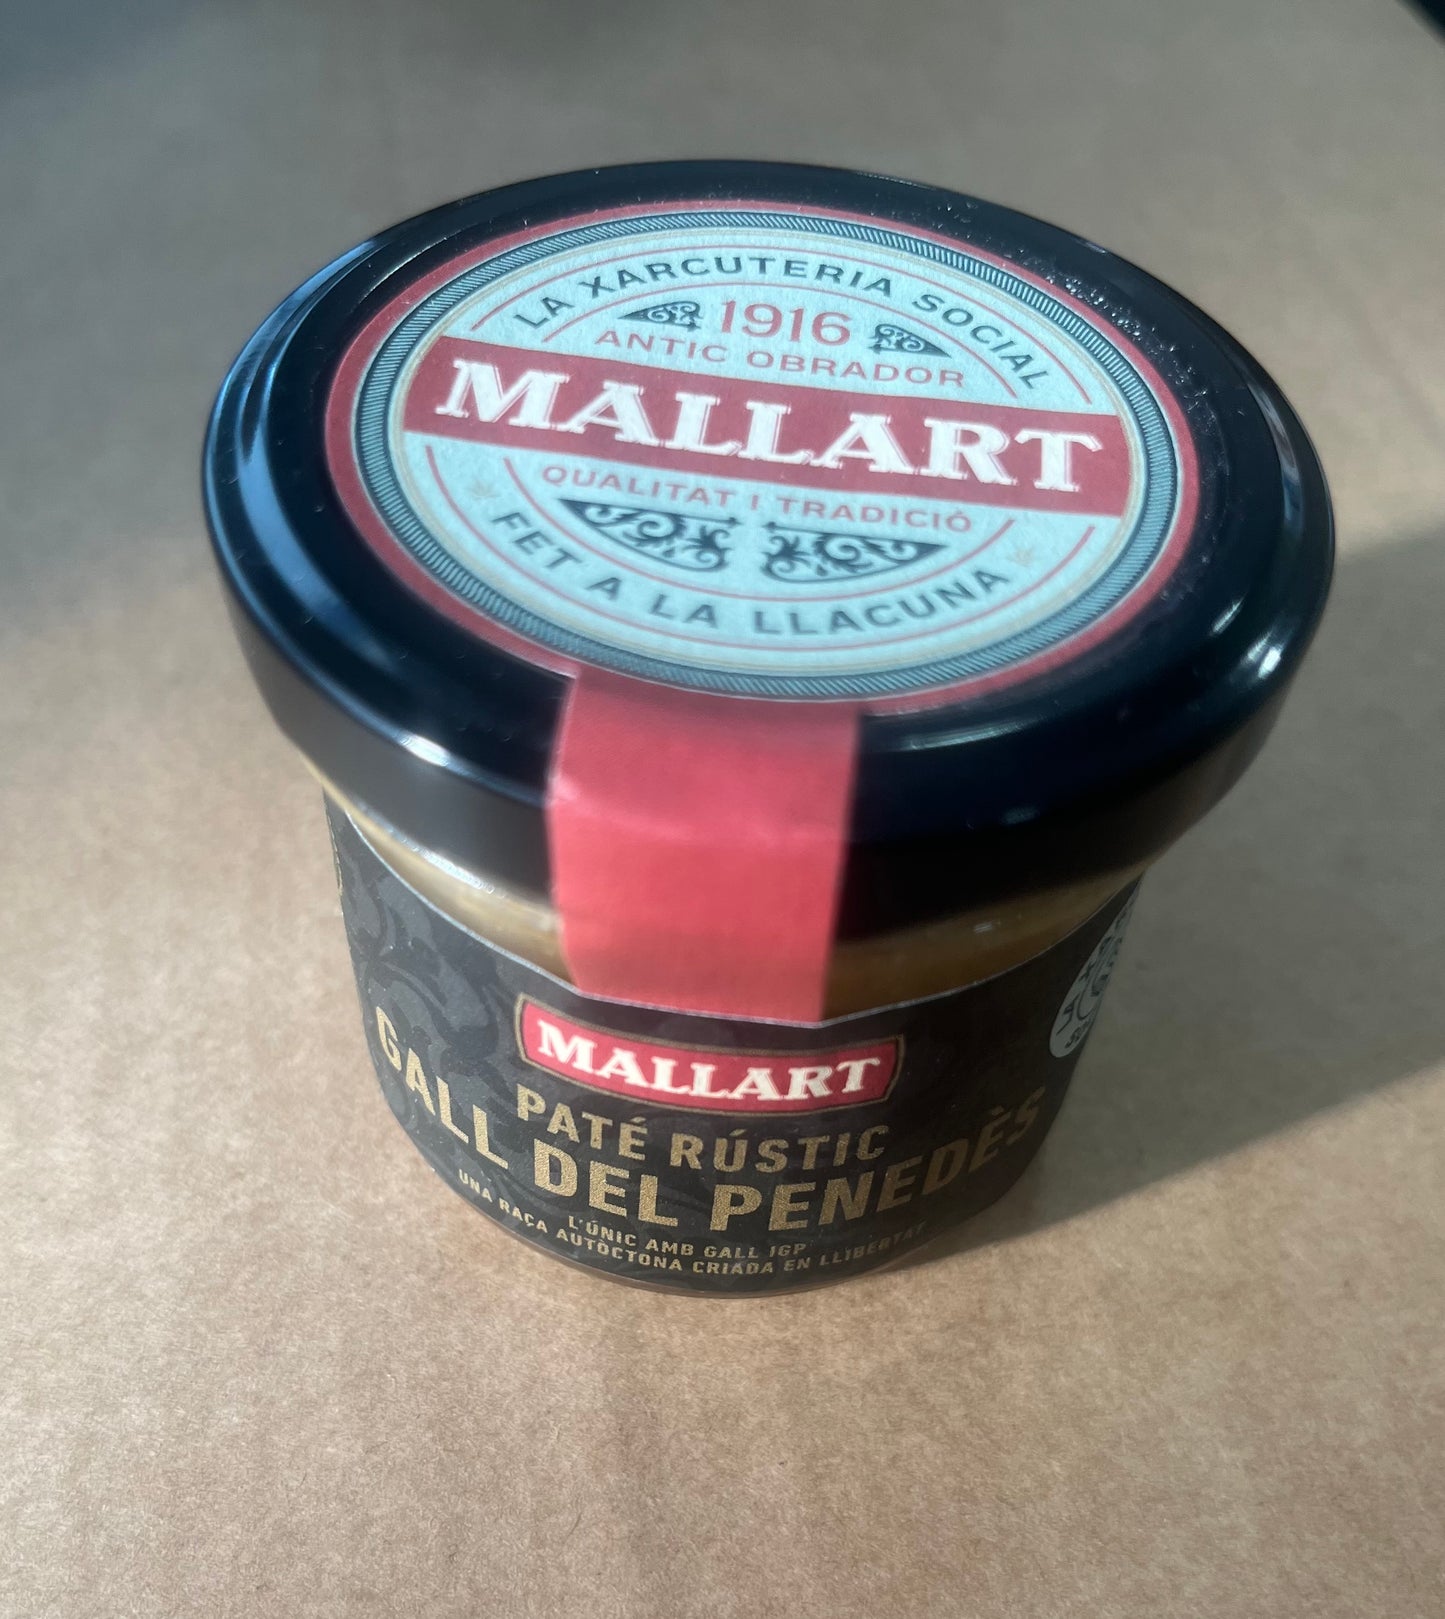 LA XARCUTERIA SOCIAL
1916
ANTIC OBRADOR
MALLART
QUALITAT I TRADICIÓ
FET A LA LLACUNA
MALLART
PATÉ RÚSTIC
GALL DEL PENEDÈS
L'ÚNIC AMB GALL IGP
UNA RAÇA AUTÒCTONA CRIADA EN LLIBERTAT